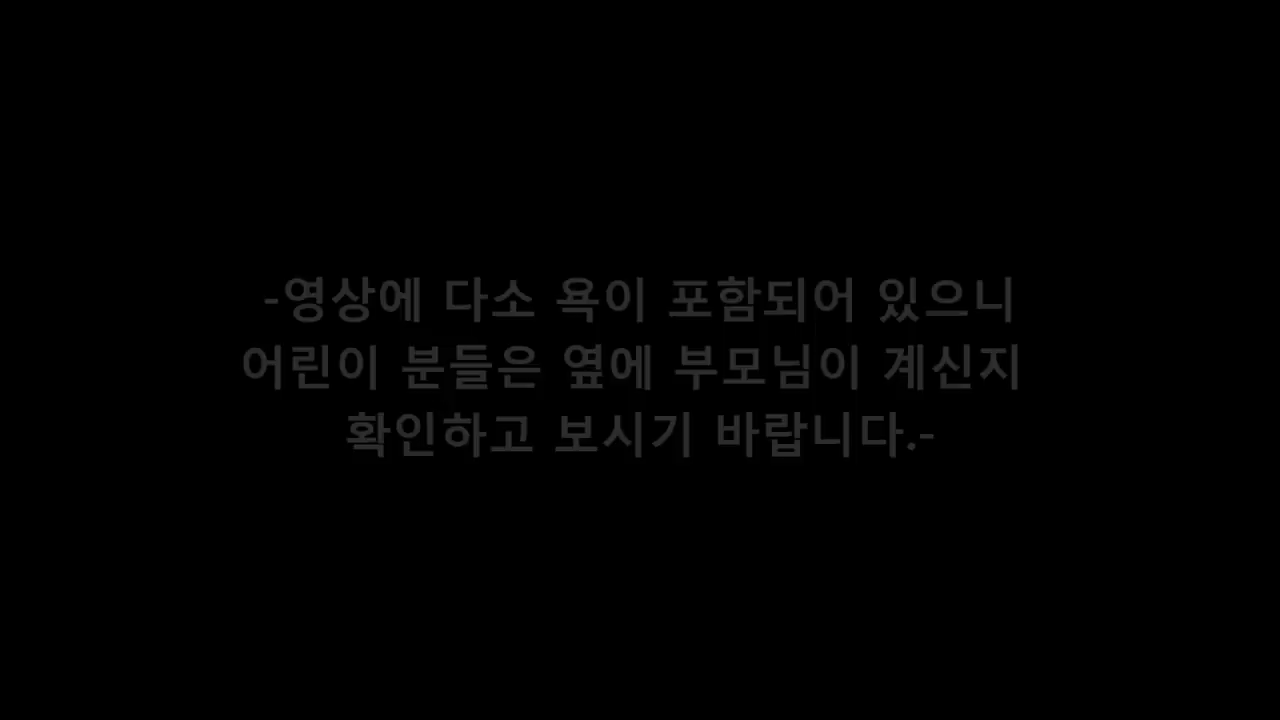 -영상에 다소 욕이 포함되어 있으니
어린이 분들은 옆에 부모님이 계신지
확인하고 보시기 바랍니다.-